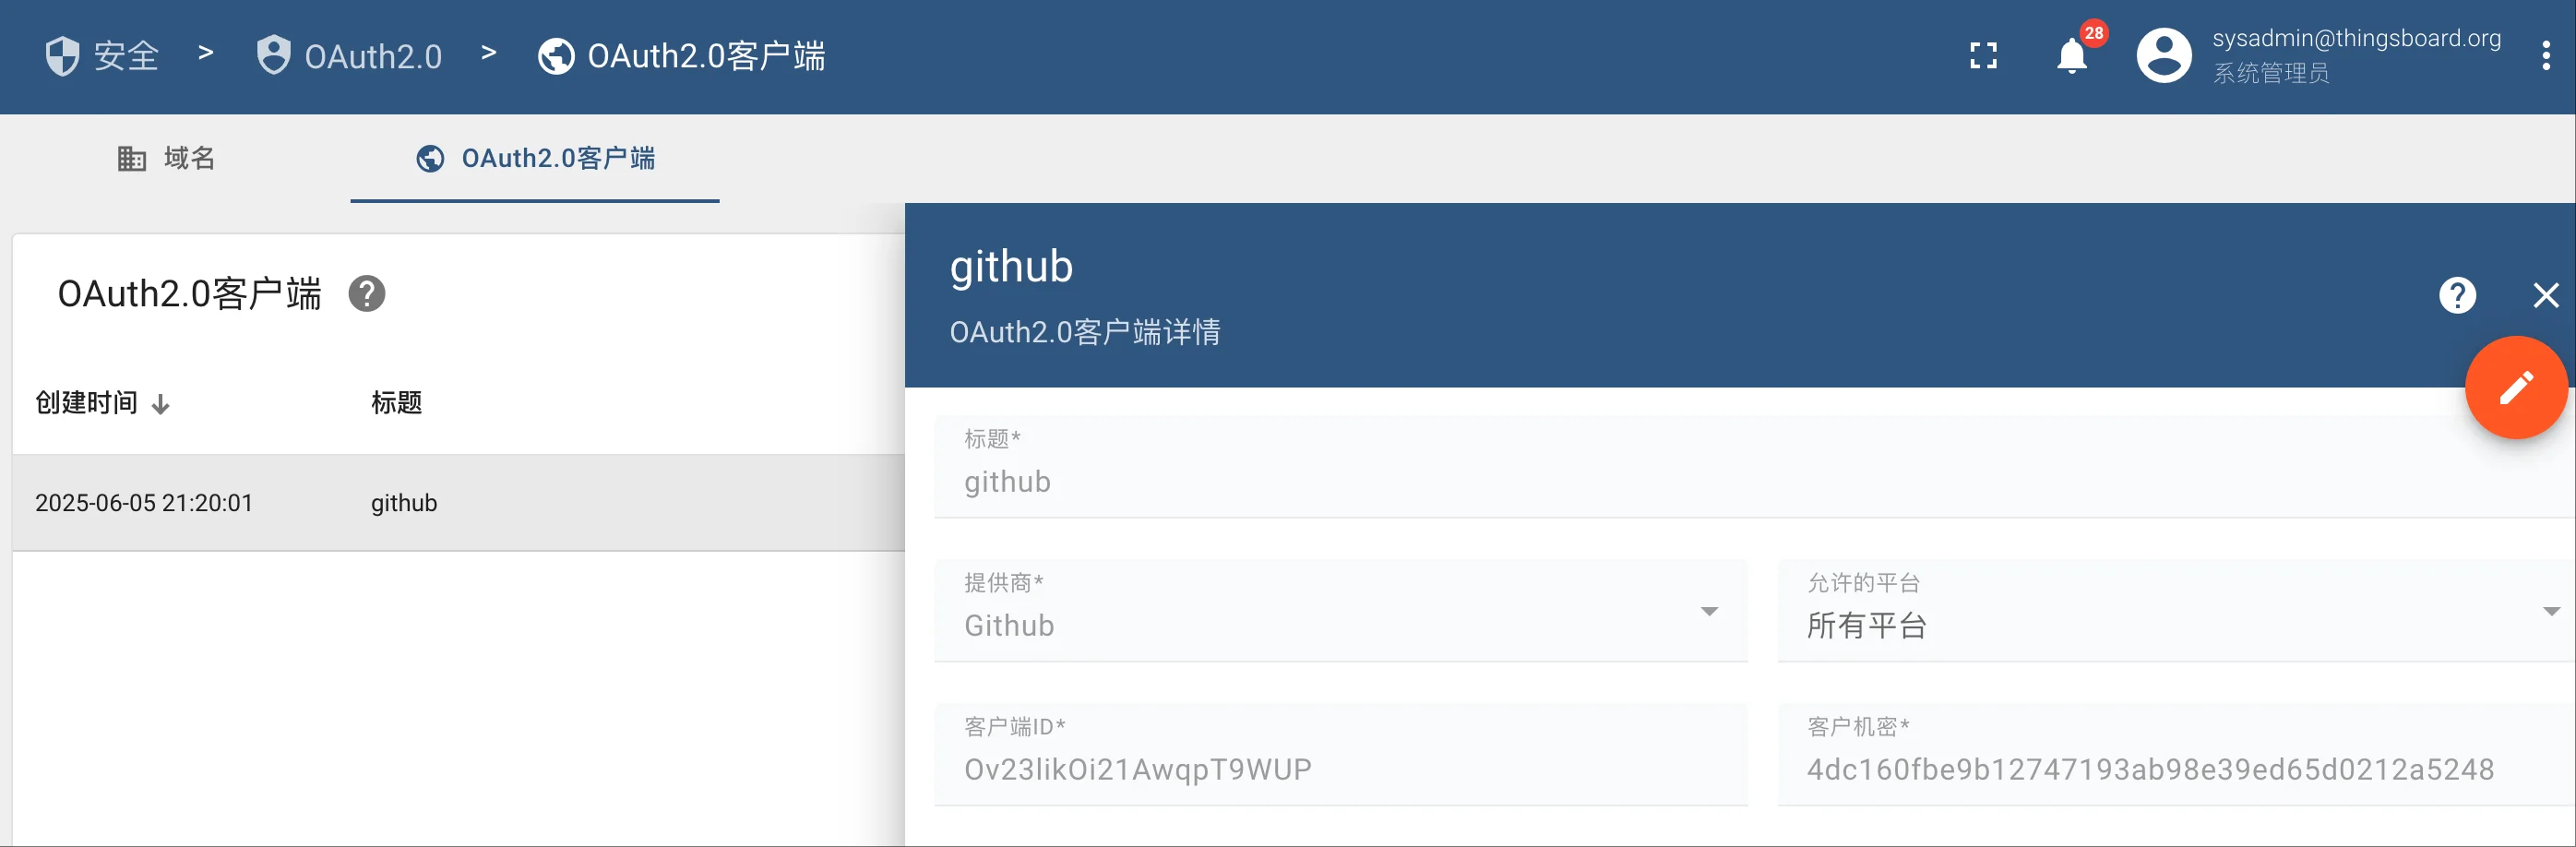 安全 > OAuth2.0 > OAuth2.0客户端
28
sysadmin@thingsboard.org
系统管理员
域名
OAuth2.0客户端
OAuth2.0客户端
创建时间 标题
2025-06-05 21:20:01 github
github
OAuth2.0客户端详情
标题*
github
提供商*
Github
允许的平台
所有平台
客户端ID*
Ov23likOi21AwqpT9WUP
客户机密*
4dc160fbe9b12747193ab98e39ed65d0212a5248